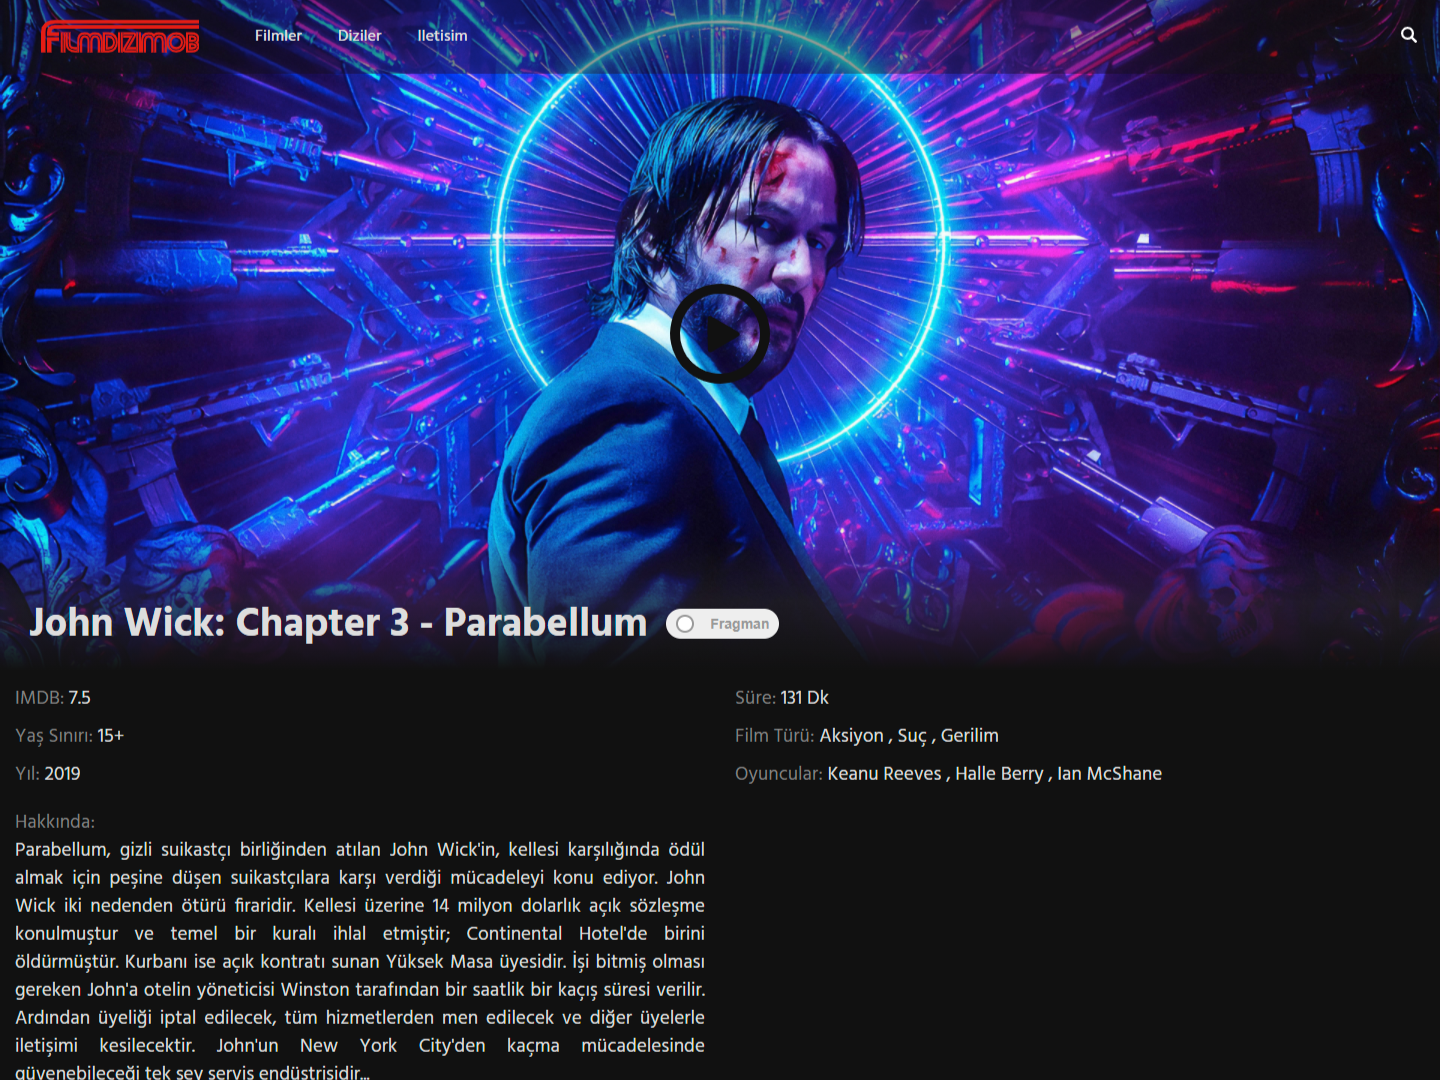 FILMDIZIMOB
Filmler
Diziler
Iletisim
John Wick: Chapter 3 - Parabellum
Fragman
IMDB: 7.5
Süre: 131 Dk
Yaş Sınırı: 15+
Film Türü: Aksiyon , Suç , Gerilim
Yıl: 2019
Oyuncular: Keanu Reeves , Halle Berry , Ian McShane
Hakkında:
Parabellum, gizli suikastçı birliğinden atılan John Wick'in, kellesi karşılığında ödül
almak için peşine düşen suikastçılara karşı verdiği mücadeleyi konu ediyor. John
Wick iki nedenden ötürü firaridir. Kellesi üzerine 14 milyon dolarlık açık sözleşme
konulmuştur ve temel bir kuralı ihlal etmiştir; Continental Hotel'de birini
öldürmüştür. Kurbanı ise açık kontratı sunan Yüksek Masa üyesidir. İşi bitmiş olması
gereken John'a otelin yöneticisi Winston tarafından bir saatlik bir kaçış süresi verilir.
Ardından üyeliği iptal edilecek, tüm hizmetlerden men edilecek ve diğer üyelerle
iletişimi kesilecektir. John'un New York City'den kaçma mücadelesinde
güvenebileceği tek şey servis endüstrisidir...